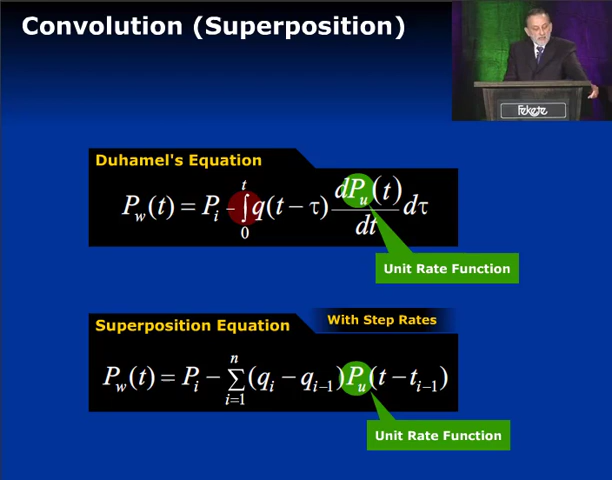 Convolution (Superposition)
Fekete
Duhamel's Equation
P_w(t) = P_i - ∫_0^t q(t − τ) dP_u(t)/dt dτ
Unit Rate Function
Superposition Equation
With Step Rates
P_w(t) = P_i − Σ_{i=1}^n (q_i − q_{i−1})P_u(t − t_{i−1})
Unit Rate Function